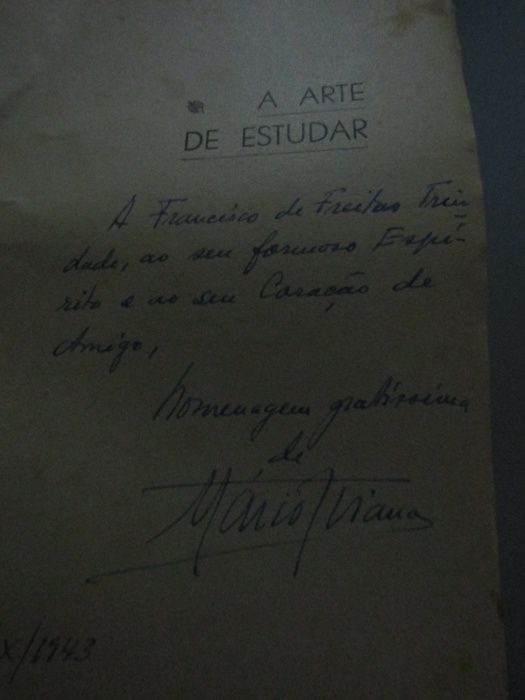 A ARTE
DE ESTUDAR
A Francisco de Freitas Trin-
dade, ao seu formoso Espí-
rito e ao seu Coração de
Amigo,
homenagem gratíssima
de
Mário Viana
X/1943